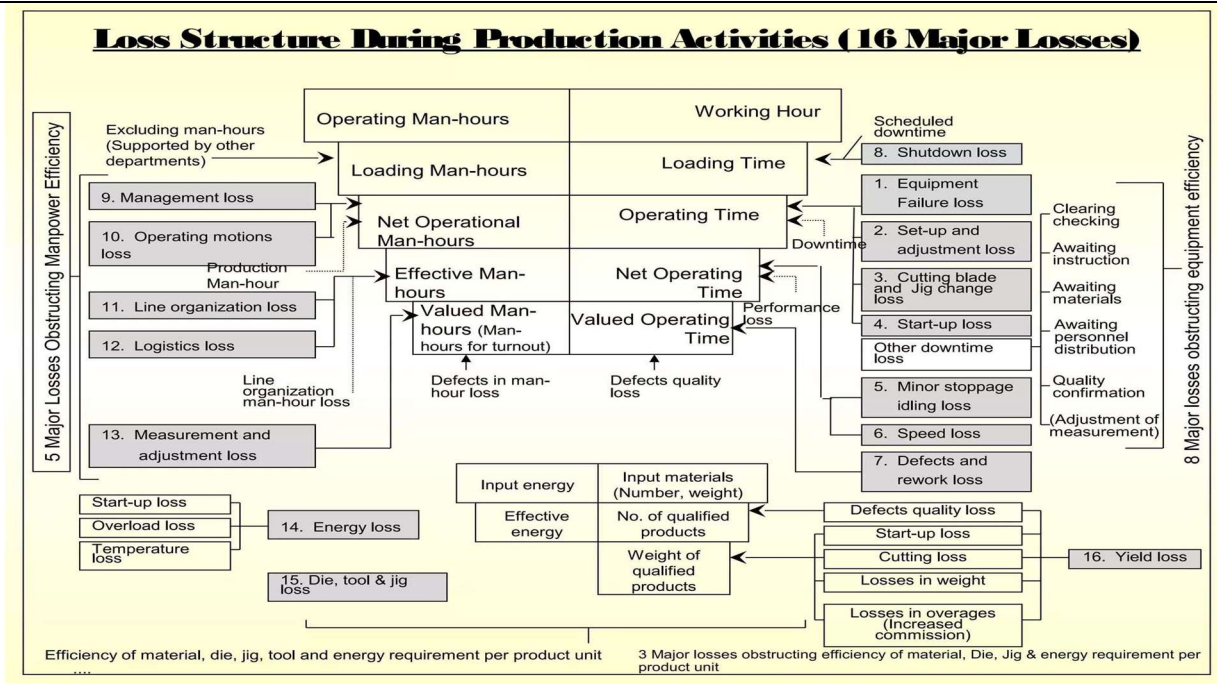 Loss Structure During Production Activities (16 Major Losses)
5 Major Losses Obstructing Manpower Efficiency
Excluding man-hours
(Supported by other
departments)
9. Management loss
10. Operating motions
loss
Production
Man-hour
11. Line organization loss
12. Logistics loss
Line
organization
man-hour loss
13. Measurement and
adjustment loss
Operating Man-hours
Working Hour
Loading Man-hours
Loading Time
Net Operational
Man-hours
Operating Time
Effective Man-
hours
Net Operating
Time
Valued Man-
hours (Man-
hours for turnout)
Valued Operating
Time
Defects in man-
hour loss
Defects quality
loss
Scheduled
downtime
8. Shutdown loss
1. Equipment
Failure loss
2. Set-up and
adjustment loss
Downtime
3. Cutting blade
and Jig change
loss
Performance
loss
4. Start-up loss
Other downtime
loss
5. Minor stoppage
idling loss
6. Speed loss
7. Defects and
rework loss
Clearing
checking
Awaiting
instruction
Awaiting
materials
Awaiting
personnel
distribution
Quality
confirmation
(Adjustment of
measurement)
8 Major losses obstructing equipment efficiency
Start-up loss
Overload loss
Temperature
loss
14. Energy loss
15. Die, tool & jig
loss
Input energy
Input materials
(Number, weight)
Effective
energy
No. of qualified
products
Weight of
qualified
products
Defects quality loss
Start-up loss
Cutting loss
Losses in weight
Losses in overages
(Increased
commission)
16. Yield loss
Efficiency of material, die, jig, tool and energy requirement per product unit
....
3 Major losses obstructing efficiency of material, Die, Jig & energy requirement per
product unit